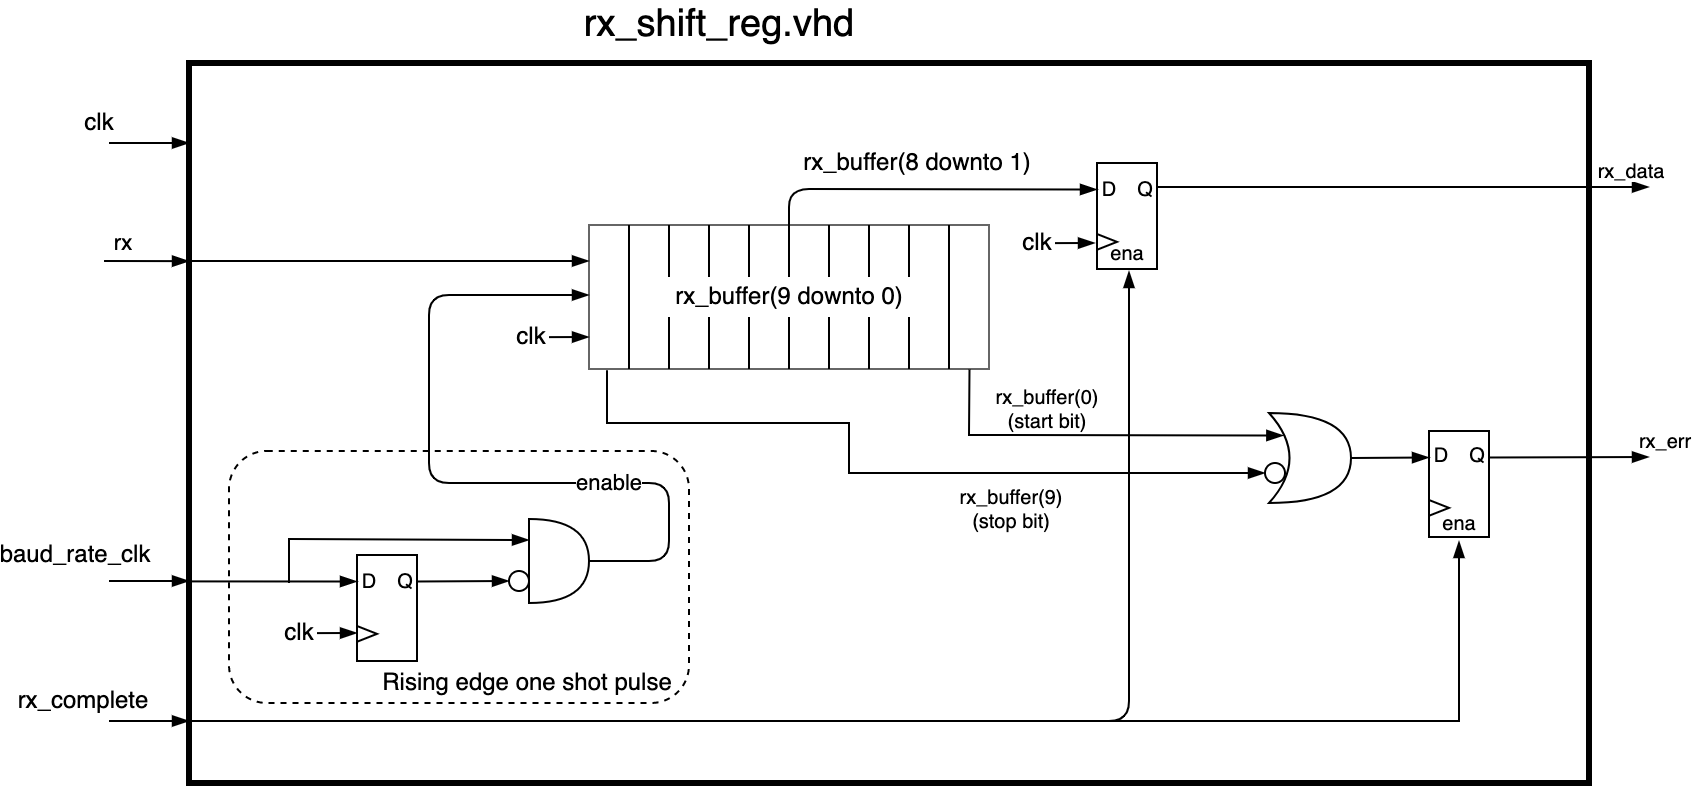 rx_shift_reg.vhd
clk
rx_buffer(8 downto 1)
rx_data
D Q
clk
ena
rx
rx_buffer(9 downto 0)
clk
rx_buffer(0)
(start bit)
rx_err
D Q
ena
rx_buffer(9)
(stop bit)
enable
baud_rate_clk
D Q
clk
Rising edge one shot pulse
rx_complete